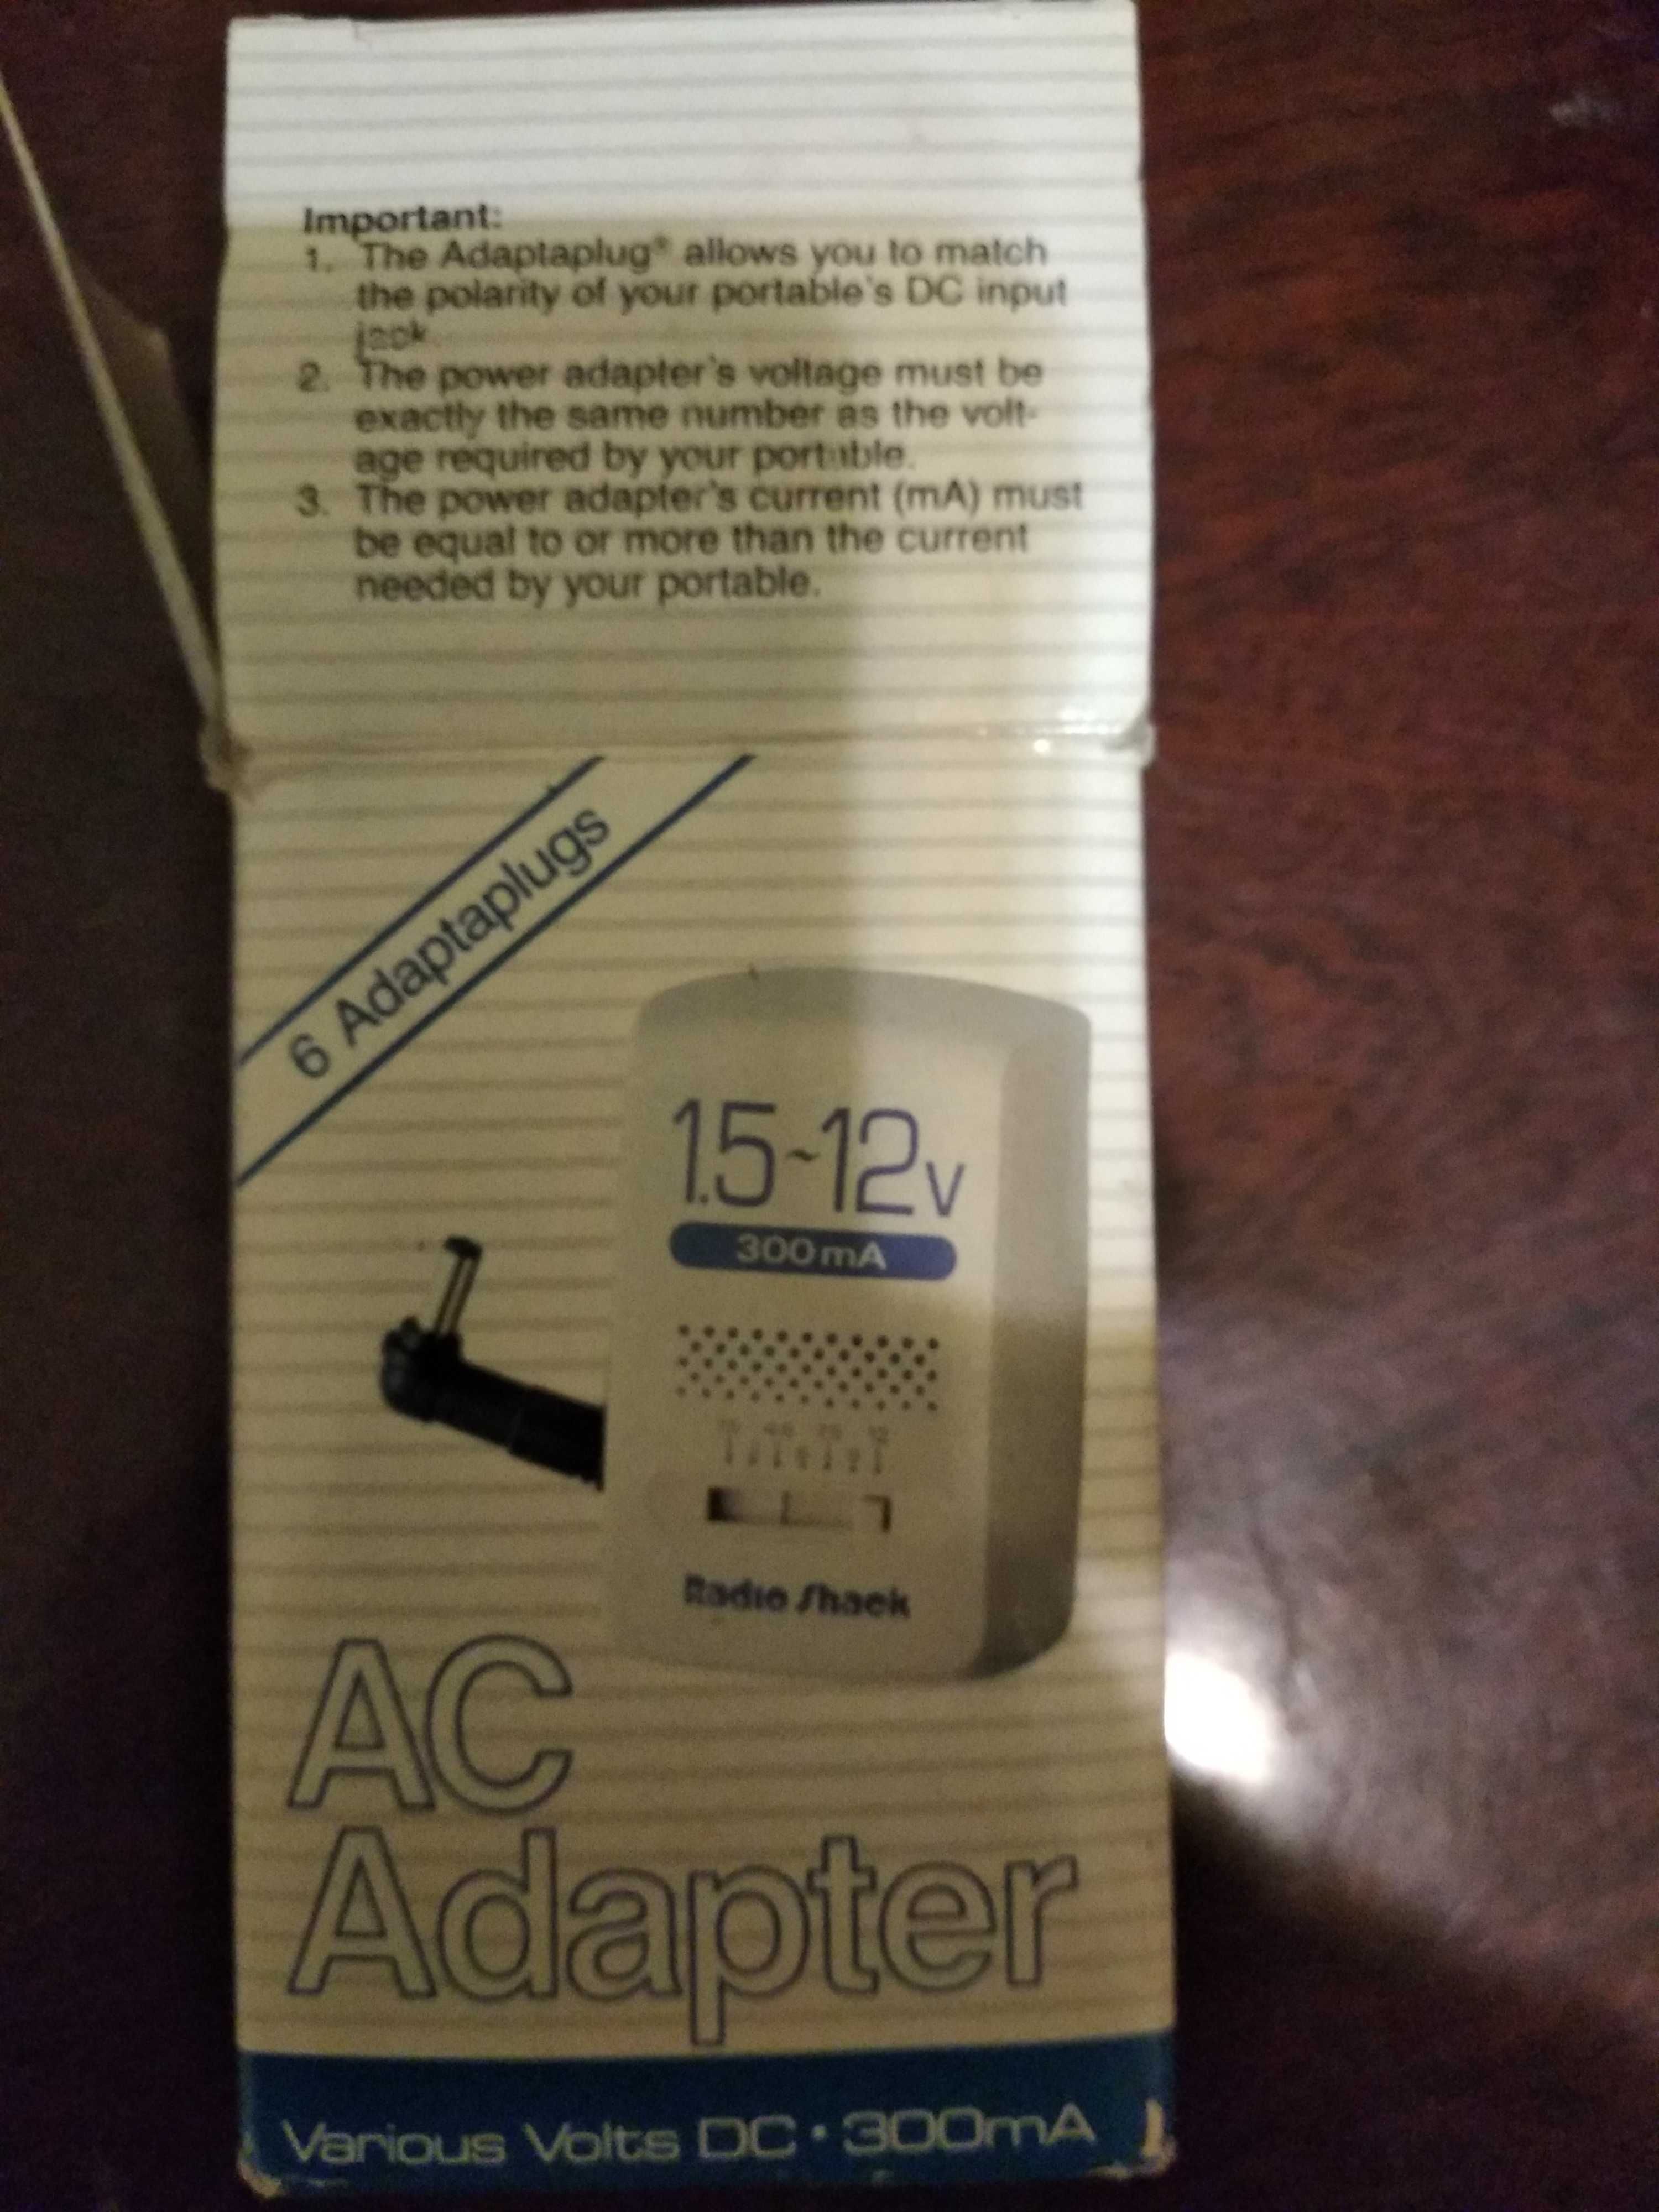 Important:
1. The Adaptaplug® allows you to match
the polarity of your portable's DC input
jack.
2. The power adapter's voltage must be
exactly the same number as the volt-
age required by your portable.
3. The power adapter's current (mA) must
be equal to or more than the current
needed by your portable.
6 Adaptaplugs
1.5~12v
300mA
Radio Shack
AC
Adapter
Various Volts DC • 300mA